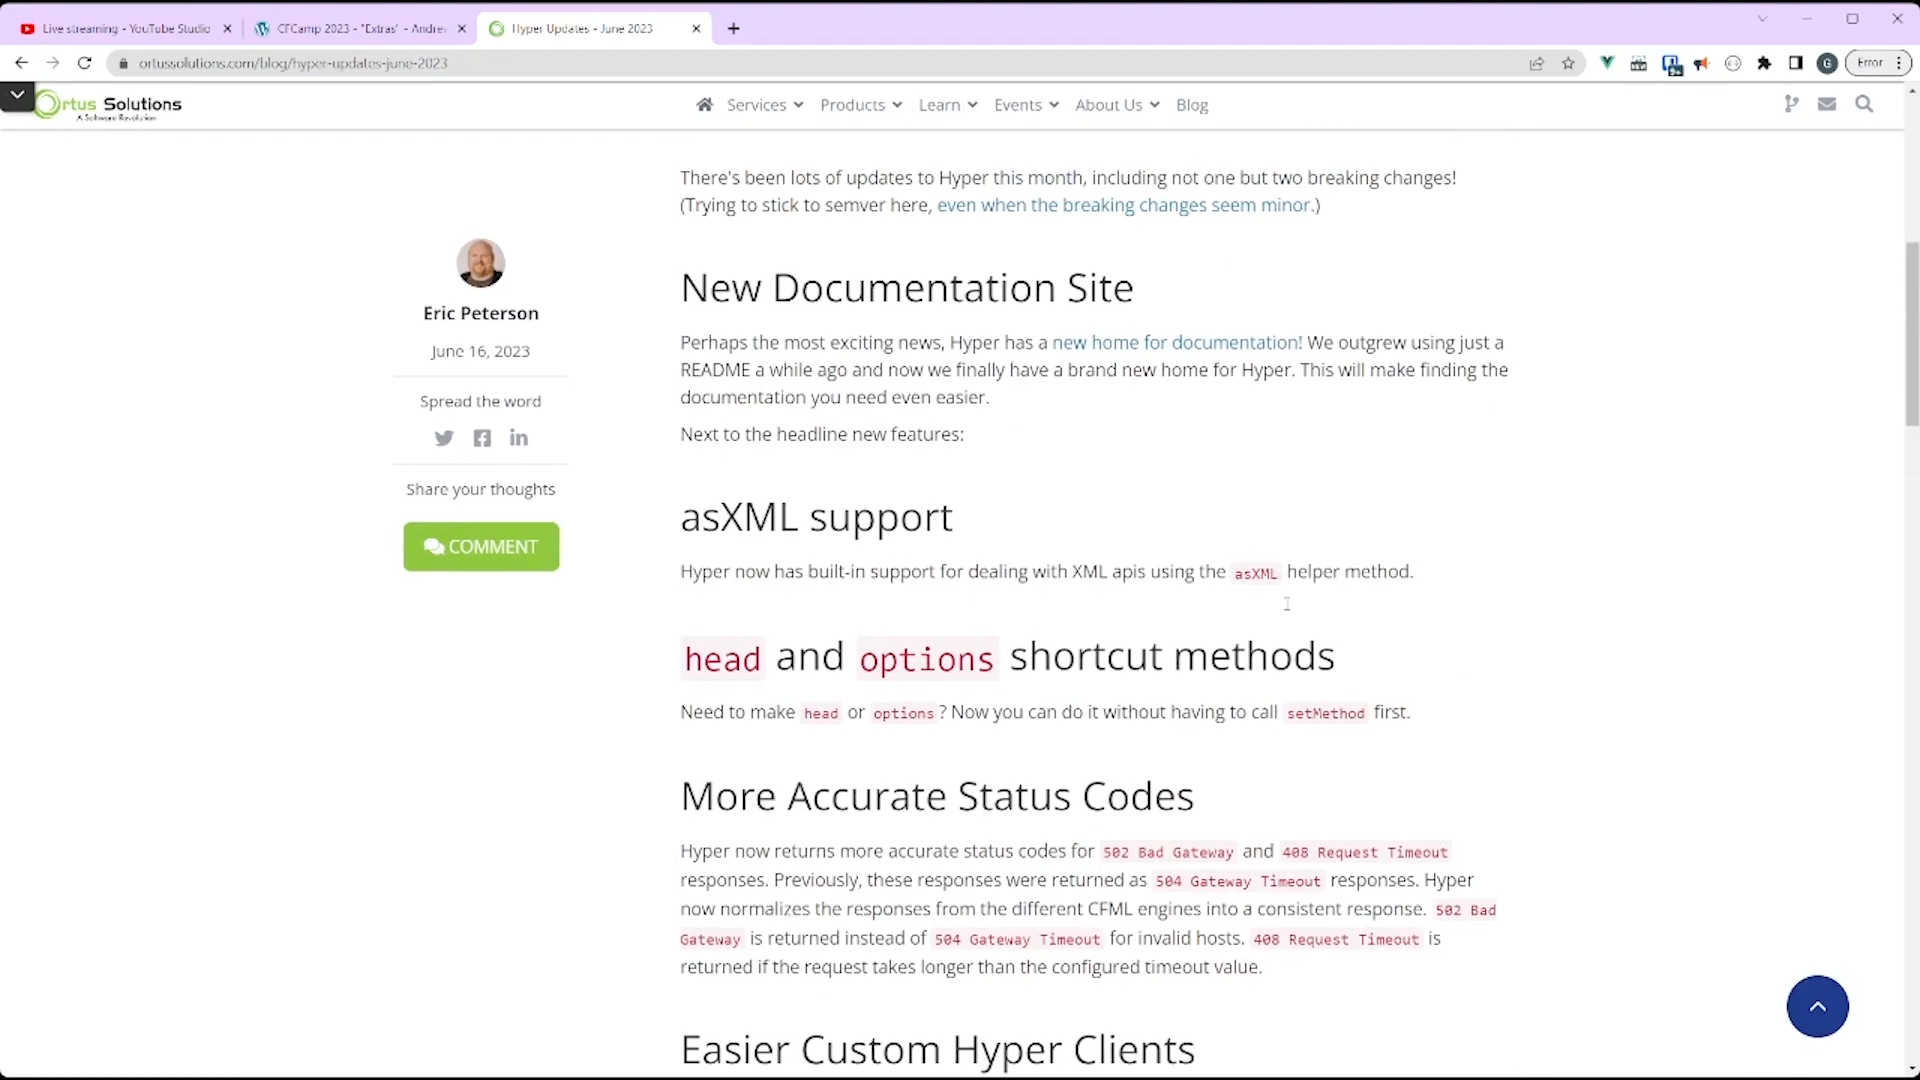 Live streaming - YouTube Studio
CFCamp 2023 - "Extras" - Andre
Hyper Updates - June 2023
ortussolutions.com/blog/hyper-updates-june-2023
Error
Ortus Solutions
A Software Revolution
Services
Products
Learn
Events
About Us
Blog
There's been lots of updates to Hyper this month, including not one but two breaking changes!
(Trying to stick to semver here, even when the breaking changes seem minor.)
Eric Peterson
June 16, 2023
Spread the word
Share your thoughts
COMMENT
New Documentation Site
Perhaps the most exciting news, Hyper has a new home for documentation! We outgrew using just a
README a while ago and now we finally have a brand new home for Hyper. This will make finding the
documentation you need even easier.
Next to the headline new features:
asXML support
Hyper now has built-in support for dealing with XML apis using the asXML helper method.
head and options shortcut methods
Need to make head or options? Now you can do it without having to call setMethod first.
More Accurate Status Codes
Hyper now returns more accurate status codes for 502 Bad Gateway and 408 Request Timeout
responses. Previously, these responses were returned as 504 Gateway Timeout responses. Hyper
now normalizes the responses from the different CFML engines into a consistent response. 502 Bad
Gateway is returned instead of 504 Gateway Timeout for invalid hosts. 408 Request Timeout is
returned if the request takes longer than the configured timeout value.
Easier Custom Hyper Clients